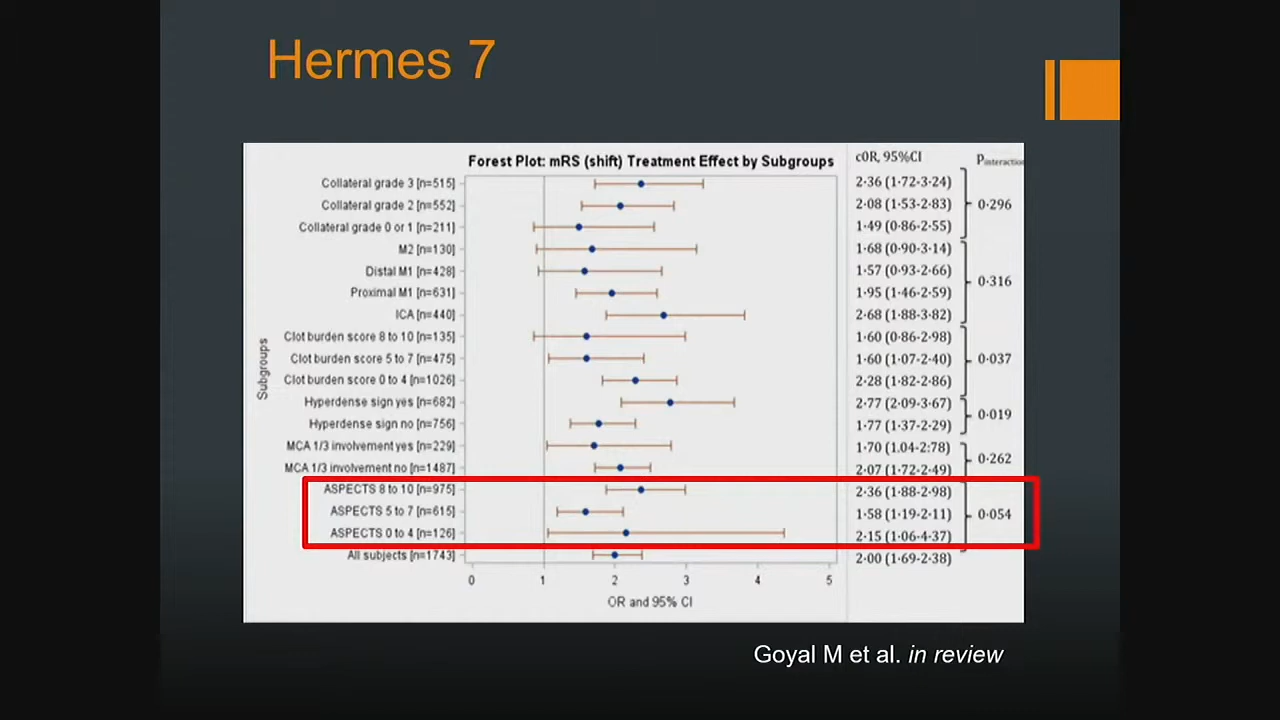 Hermes 7
Forest Plot: mRS (shift) Treatment Effect by Subgroups
cOR, 95%CI
Pinteraction
Collateral grade 3 [n=515] 2·36 (1·72-3·24)
Collateral grade 2 [n=552] 2·08 (1·53-2·83) 0·296
Collateral grade 0 or 1 [n=211] 1·49 (0·86-2·55)
M2 [n=130] 1·68 (0·90-3·14)
Distal M1 [n=428] 1·57 (0·93-2·66) 0·316
Proximal M1 [n=631] 1·95 (1·46-2·59)
ICA [n=440] 2·68 (1·88-3·82)
Clot burden score 8 to 10 [n=135] 1·60 (0·86-2·98)
Clot burden score 5 to 7 [n=475] 1·60 (1·07-2·40) 0·037
Clot burden score 0 to 4 [n=1026] 2·28 (1·82-2·86)
Hyperdense sign yes [n=682] 2·77 (2·09-3·67) 0·019
Hyperdense sign no [n=756] 1·77 (1·37-2·29)
MCA 1/3 involvement yes [n=229] 1·70 (1.04-2:78) 0·262
MCA 1/3 involvement no [n=1487] 2·07 (1·72-2·49)
ASPECTS 8 to 10 [n=975] 2·36 (1·88-2·98)
ASPECTS 5 to 7 [n=615] 1·58 (1·19-2·11) 0·054
ASPECTS 0 to 4 [n=126] 2·15 (1·06-4·37)
All subjects [n=1743] 2·00 (1·69-2·38)
Subgroups
0 1 2 3 4 5
OR and 95% CI
Goyal M et al. in review